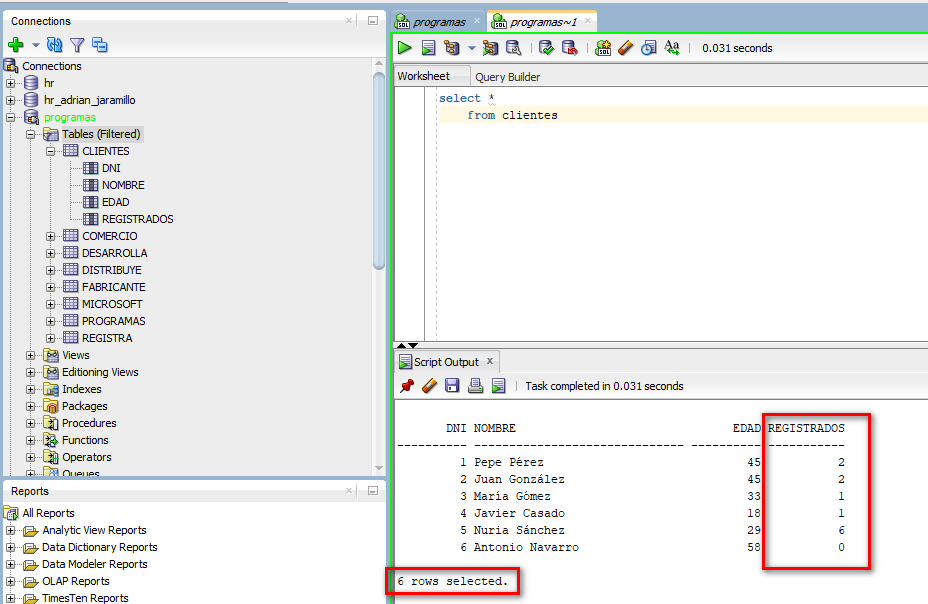 Connections
Connections
hr
hr_adrian_jaramillo
programas
Tables (Filtered)
CLIENTES
DNI
NOMBRE
EDAD
REGISTRADOS
COMERCIO
DESARROLLA
DISTRIBUYE
FABRICANTE
MICROSOFT
PROGRAMAS
REGISTRA
Views
Editioning Views
Indexes
Packages
Procedures
Functions
Operators
Queues
Reports
All Reports
Analytic View Reports
Data Dictionary Reports
Data Modeler Reports
OLAP Reports
TimesTen Reports
programas programas~1
0.031 seconds
Worksheet Query Builder
select *
from clientes
Script Output
Task completed in 0.031 seconds
DNI NOMBRE EDAD REGISTRADOS
---------- ------------------------------ ---------- -----------
1 Pepe Pérez 45 2
2 Juan González 45 2
3 María Gómez 33 1
4 Javier Casado 18 1
5 Nuria Sánchez 29 6
6 Antonio Navarro 58 0
6 rows selected.